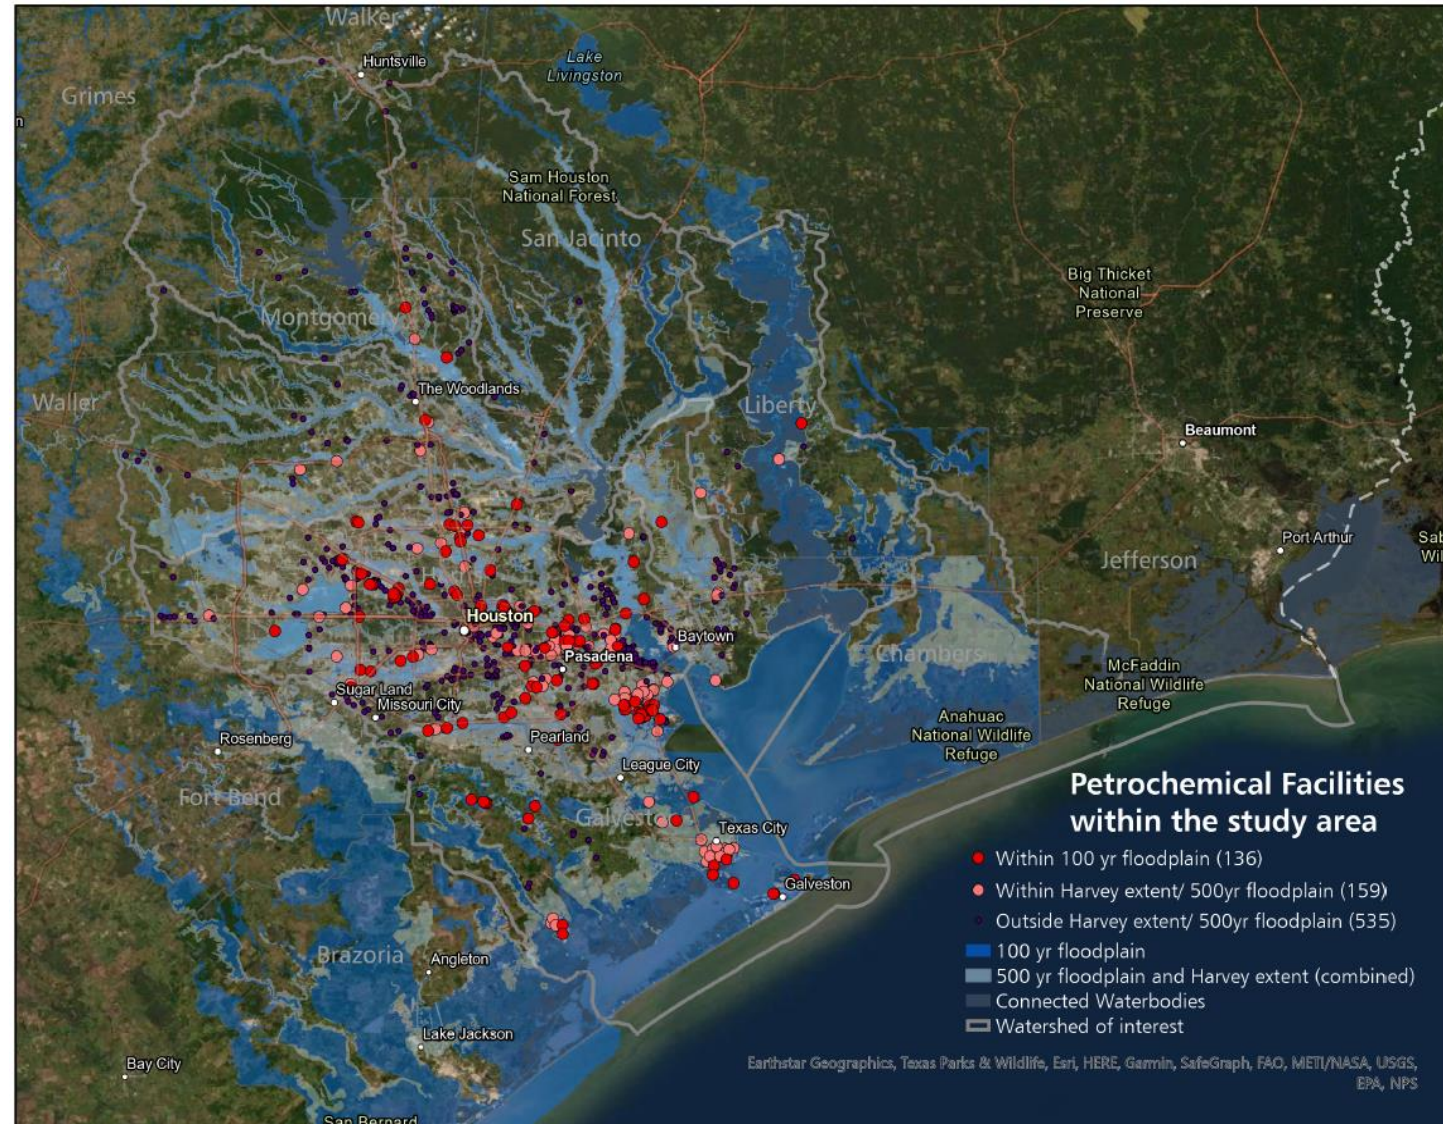 Walker
Huntsville
Lake
Livingston
Grimes
n
Sam Houston
National Forest
San Jacinto
Big Thicket
National
Preserve
Montgomery
The Woodlands
Waller
Liberty
Beaumont
Port Arthur
Sab
Wil
Jefferson
Houston
Baytown
Pasadena
Chambers
McFaddin
National Wildlife
Refuge
Sugar Land
Missouri City
Anahuac
National Wildlife
Refuge
Rosenberg
Pearland
League City
Fort Bend
Galvest
Texas City
Galveston
Brazoria
Angleton
Lake Jackson
Bay City
San Bernard
Petrochemical Facilities
within the study area
Within 100 yr floodplain (136)
Within Harvey extent/ 500yr floodplain (159)
Outside Harvey extent/ 500yr floodplain (535)
100 yr floodplain
500 yr floodplain and Harvey extent (combined)
Connected Waterbodies
Watershed of interest
Earthstar Geographics, Texas Parks & Wildlife, Esri, HERE, Garmin, SafeGraph, FAO, METI/NASA, USGS,
EPA, NPS